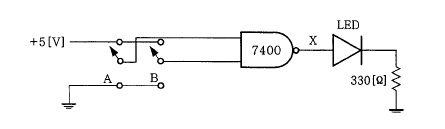 LED
+5[V]
7400
X
A
B
330[Ω]